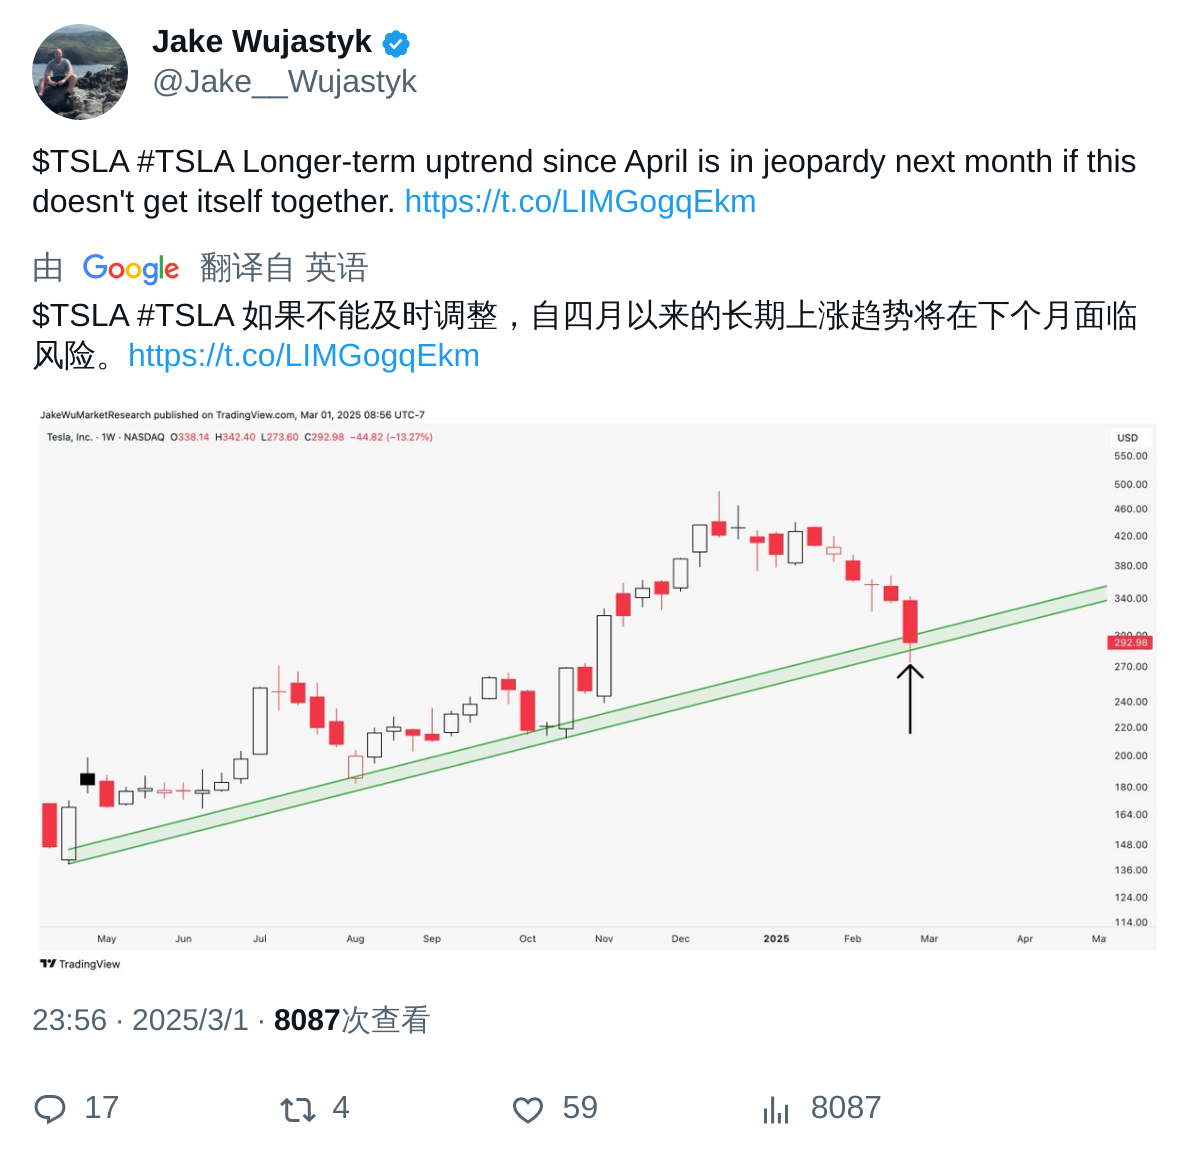 Jake Wujastyk
@Jake__Wujastyk
$TSLA #TSLA Longer-term uptrend since April is in jeopardy next month if this
doesn't get itself together. https://t.co/LIMGogqEkm
由 Google 翻译自 英语
$TSLA #TSLA 如果不能及时调整，自四月以来的长期上涨趋势将在下个月面临
风险。https://t.co/LIMGogqEkm
JakeWuMarketResearch published on TradingView.com, Mar 01, 2025 08:56 UTC-7
Tesla, Inc. · 1W · NASDAQ O338.14 H342.40 L273.60 C292.98 −44.82 (−13.27%)
USD
550.00
500.00
460.00
420.00
380.00
340.00
300.00
292.98
270.00
240.00
220.00
200.00
180.00
164.00
148.00
136.00
124.00
114.00
May Jun Jul Aug Sep Oct Nov Dec 2025 Feb Mar Apr Ma
TradingView
23:56 · 2025/3/1 · 8087次查看
17 4 59 8087